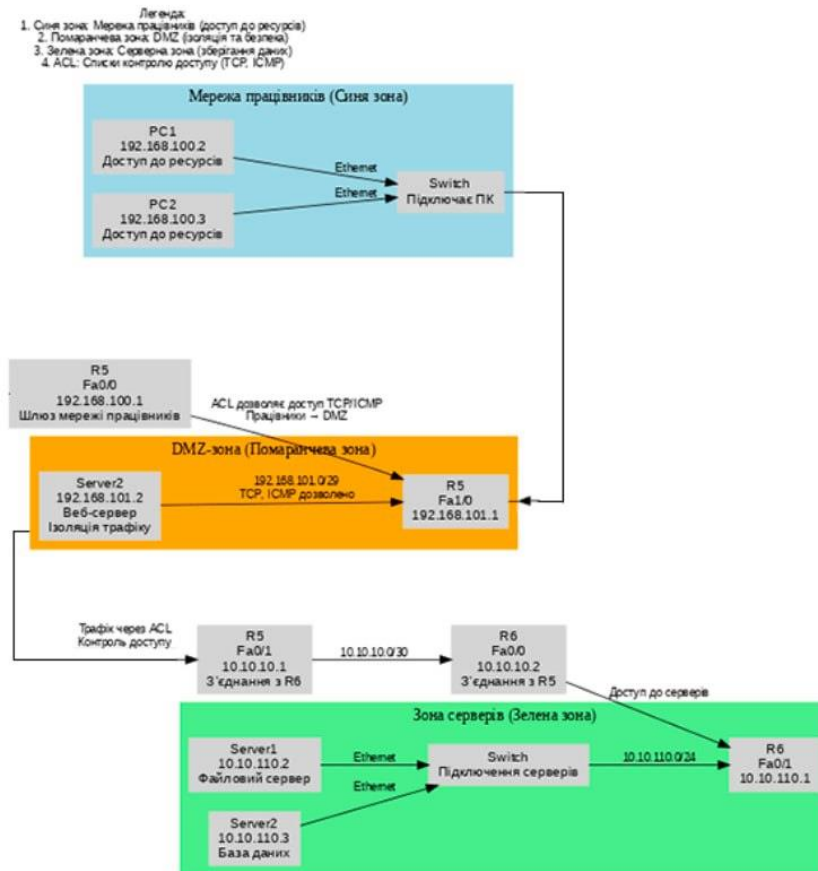 Легенда:
1. Синя зона: Мережа працівників (доступ до ресурсів)
2. Помаранчева зона: DMZ (ізоляція та безпека)
3. Зелена зона: Серверна зона (зберігання даних)
4. ACL: Списки контролю доступу (TCP, ICMP)
Мережа працівників (Синя зона)
PC1
192.168.100.2
Доступ до ресурсів
Ethernet
Ethernet
Switch
Підключає ПК
PC2
192.168.100.3
Доступ до ресурсів
R5
Fa0/0
192.168.100.1
Шлюз мережі працівників
ACL дозволяє доступ TCP/ICMP
Працівники → DMZ
DMZ-зона (Помаранчева зона)
Server2
192.168.101.2
Веб-сервер
Ізоляція трафіку
192.168.101.0/29
TCP, ICMP дозволено
R5
Fa1/0
192.168.101.1
Трафік через ACL
Контроль доступу
R5
Fa0/1
10.10.10.1
З'єднання з R6
10.10.10.0/30
R6
Fa0/0
10.10.10.2
З'єднання з R5
Доступ до серверів
Зона серверів (Зелена зона)
Server1
10.10.110.2
Файловий сервер
Ethernet
Ethernet
Switch
Підключення серверів
10.10.110.0/24
R6
Fa0/1
10.10.110.1
Server2
10.10.110.3
База даних